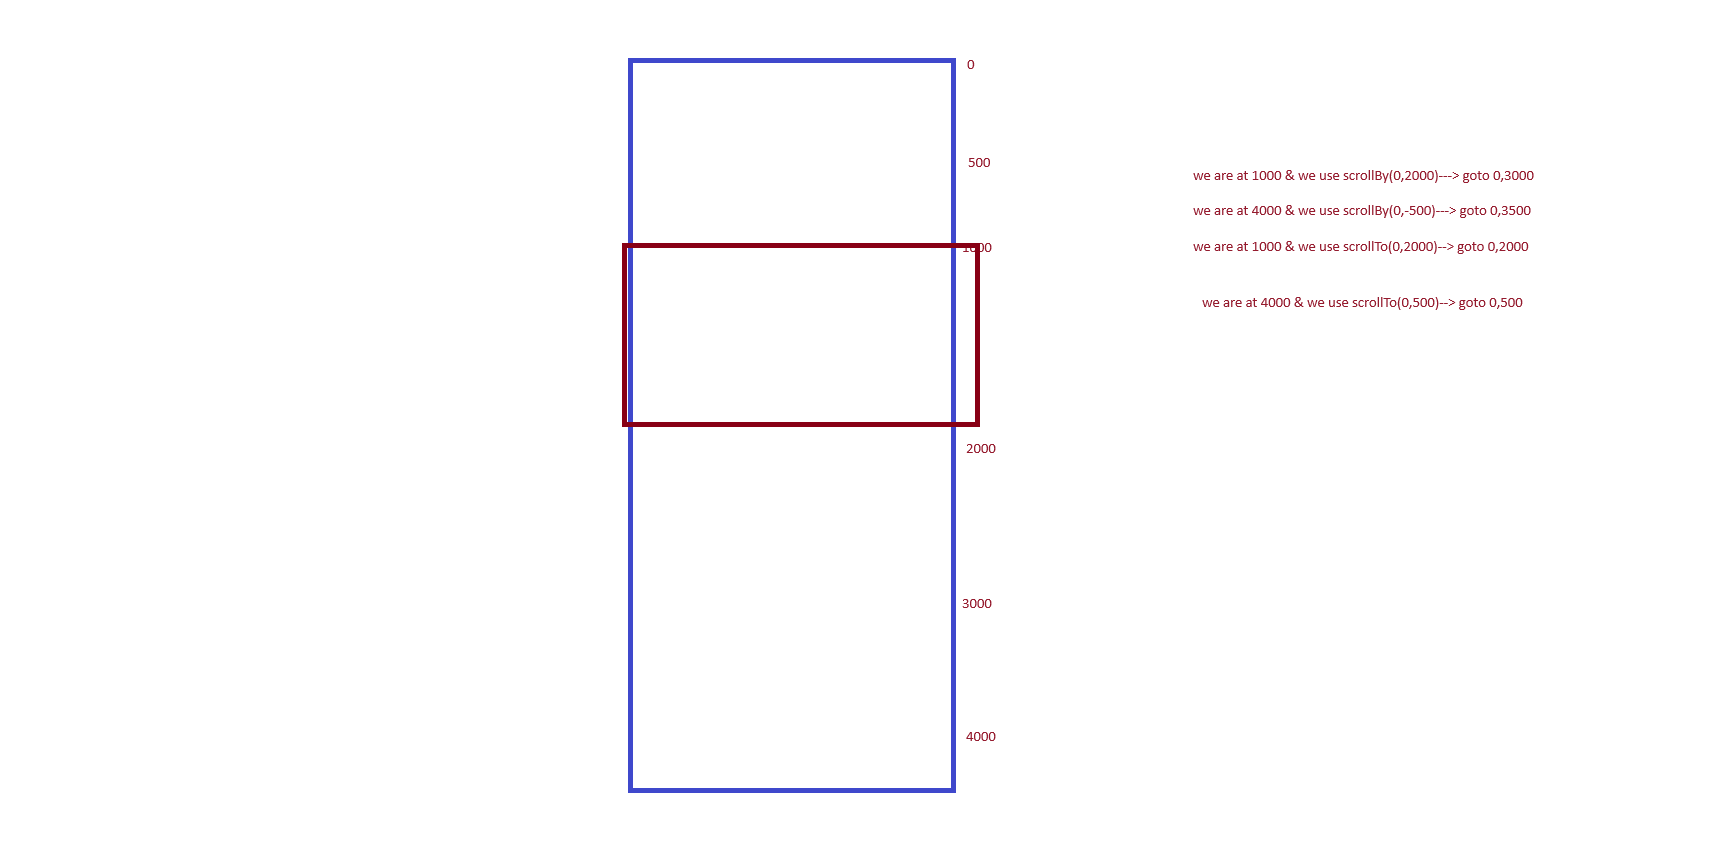 0
500
we are at 1000 & we use scrollBy(0,2000)---> goto 0,3000
we are at 4000 & we use scrollBy(0,-500)---> goto 0,3500
1000
we are at 1000 & we use scrollTo(0,2000)--> goto 0,2000
we are at 4000 & we use scrollTo(0,500)--> goto 0,500
2000
3000
4000